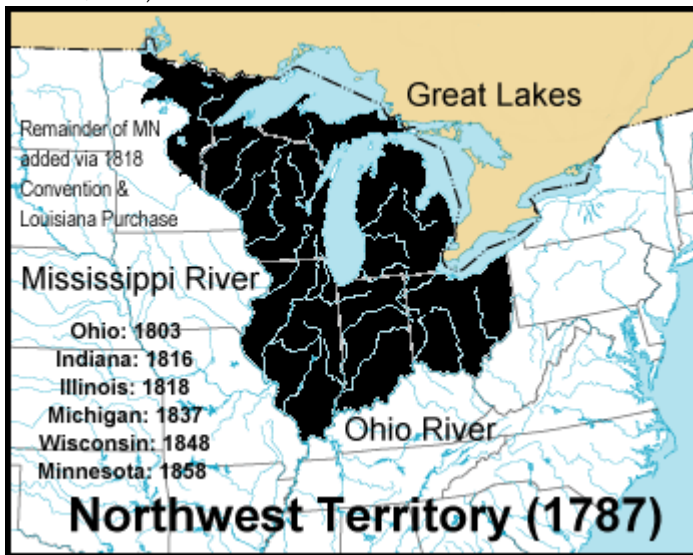 Great Lakes
Remainder of MN
added via 1818
Convention &
Louisiana Purchase
Mississippi River
Ohio: 1803
Indiana: 1816
Illinois: 1818
Michigan: 1837
Wisconsin: 1848
Minnesota: 1858
Ohio River
Northwest Territory (1787)